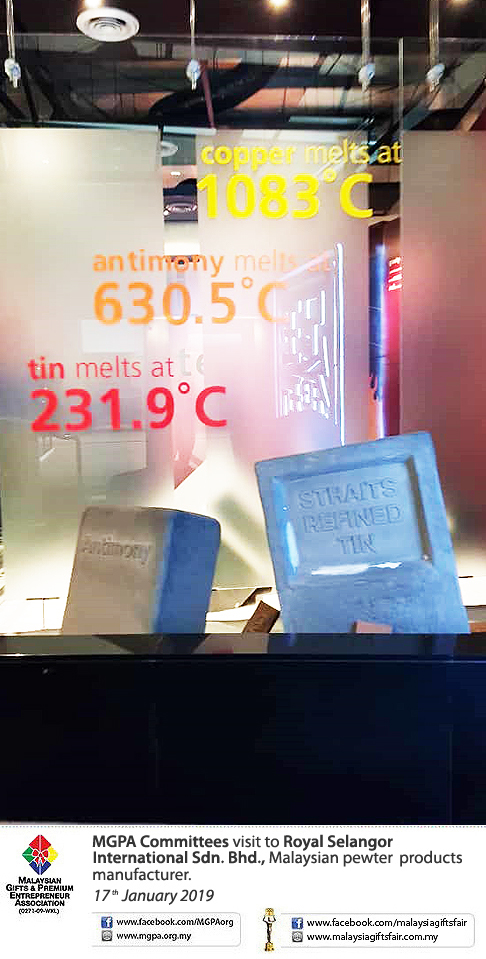 copper melts at
1083°C
antimony melts at
630.5°C
tin melts at
231.9°C
Antimony
STRAITS
REFINED
TIN
MALAYSIAN
GIFTS & PREMIUM
ENTREPRENEUR
ASSOCIATION
(0271-09-WKL)
MGPA Committees visit to Royal Selangor
International Sdn. Bhd., Malaysian pewter products
manufacturer.
17th January 2019
www.facebook.com/MGPAorg
www.mgpa.org.my
www.facebook.com/malaysiagiftsfair
www.malaysiagiftsfair.com.my